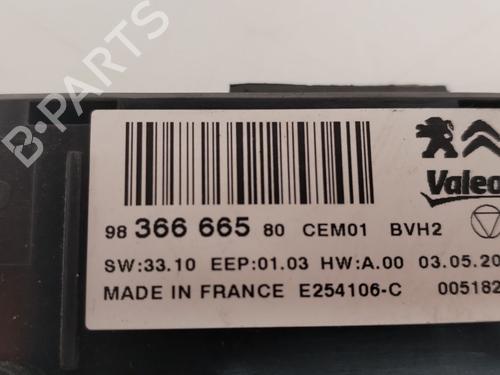 B-PARTS
Valeo
98 366 665 80 CEM01 BVH2
SW:33.10 EEP:01.03 HW:A.00 03.05.20
MADE IN FRANCE E254106-C 005182